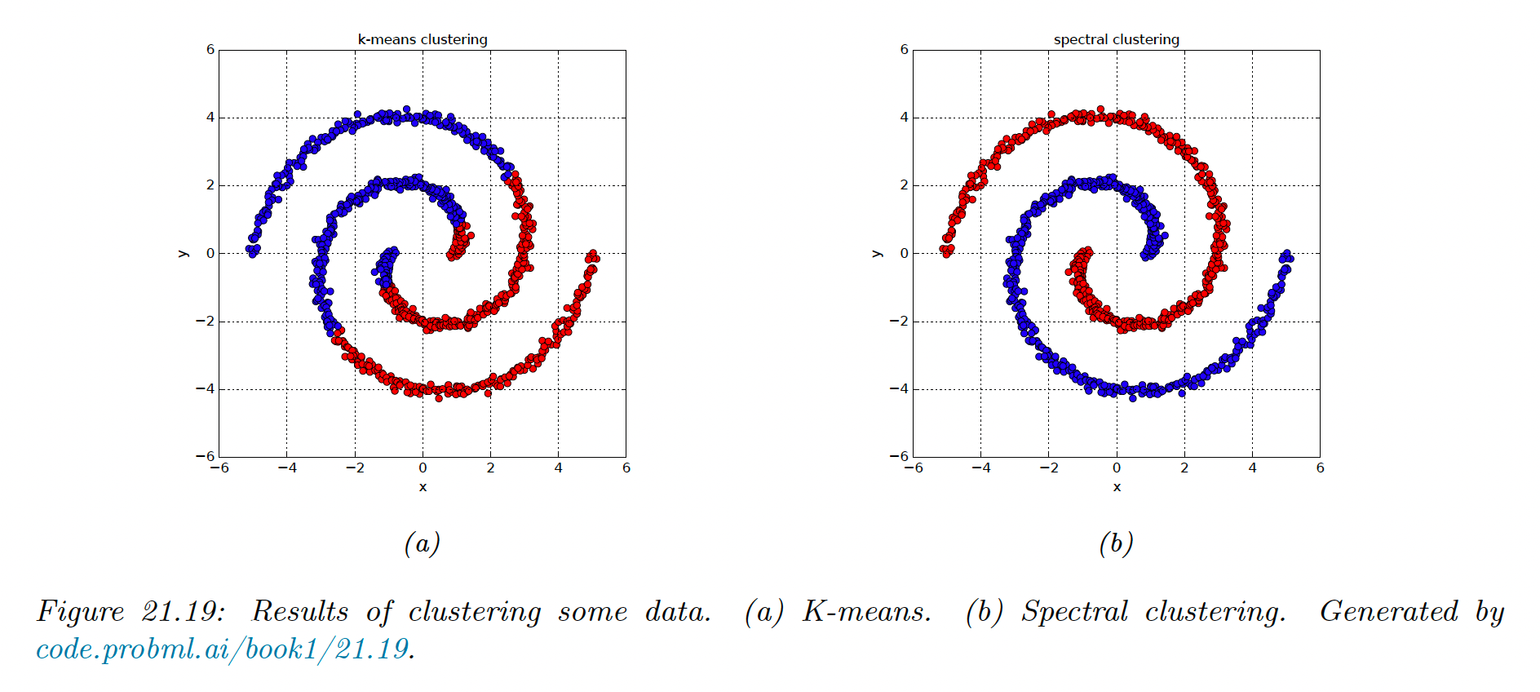 k-means clustering
6
4
2
0
−2
−4
−6
y
−6 −4 −2 0 2 4 6
x
(a)
spectral clustering
6
4
2
0
−2
−4
−6
y
−6 −4 −2 0 2 4 6
x
(b)
Figure 21.19: Results of clustering some data. (a) K-means. (b) Spectral clustering. Generated by
code.probml.ai/book1/21.19.